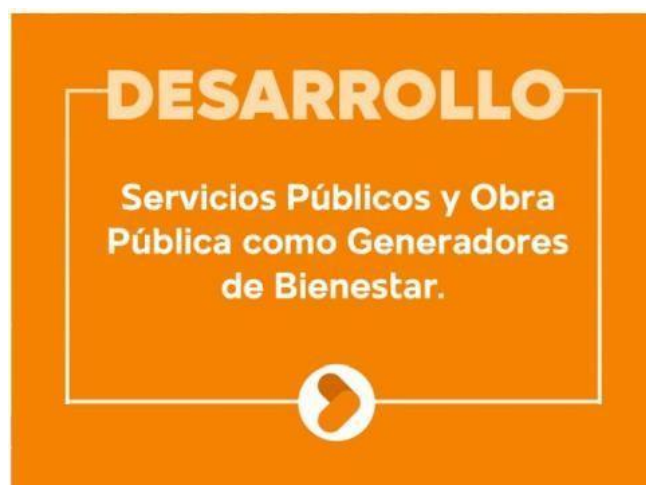 DESARROLLO
Servicios Públicos y Obra
Pública como Generadores
de Bienestar.